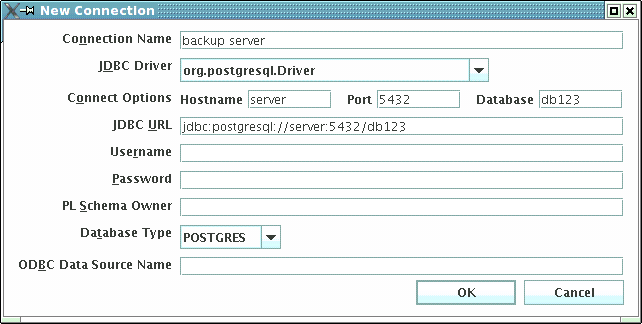 New Connection
Connection Name backup server
JDBC Driver org.postgresql.Driver
Connect Options Hostname server Port 5432 Database db123
JDBC URL jdbc:postgresql://server:5432/db123
Username
Password
PL Schema Owner
Database Type POSTGRES
ODBC Data Source Name
OK Cancel